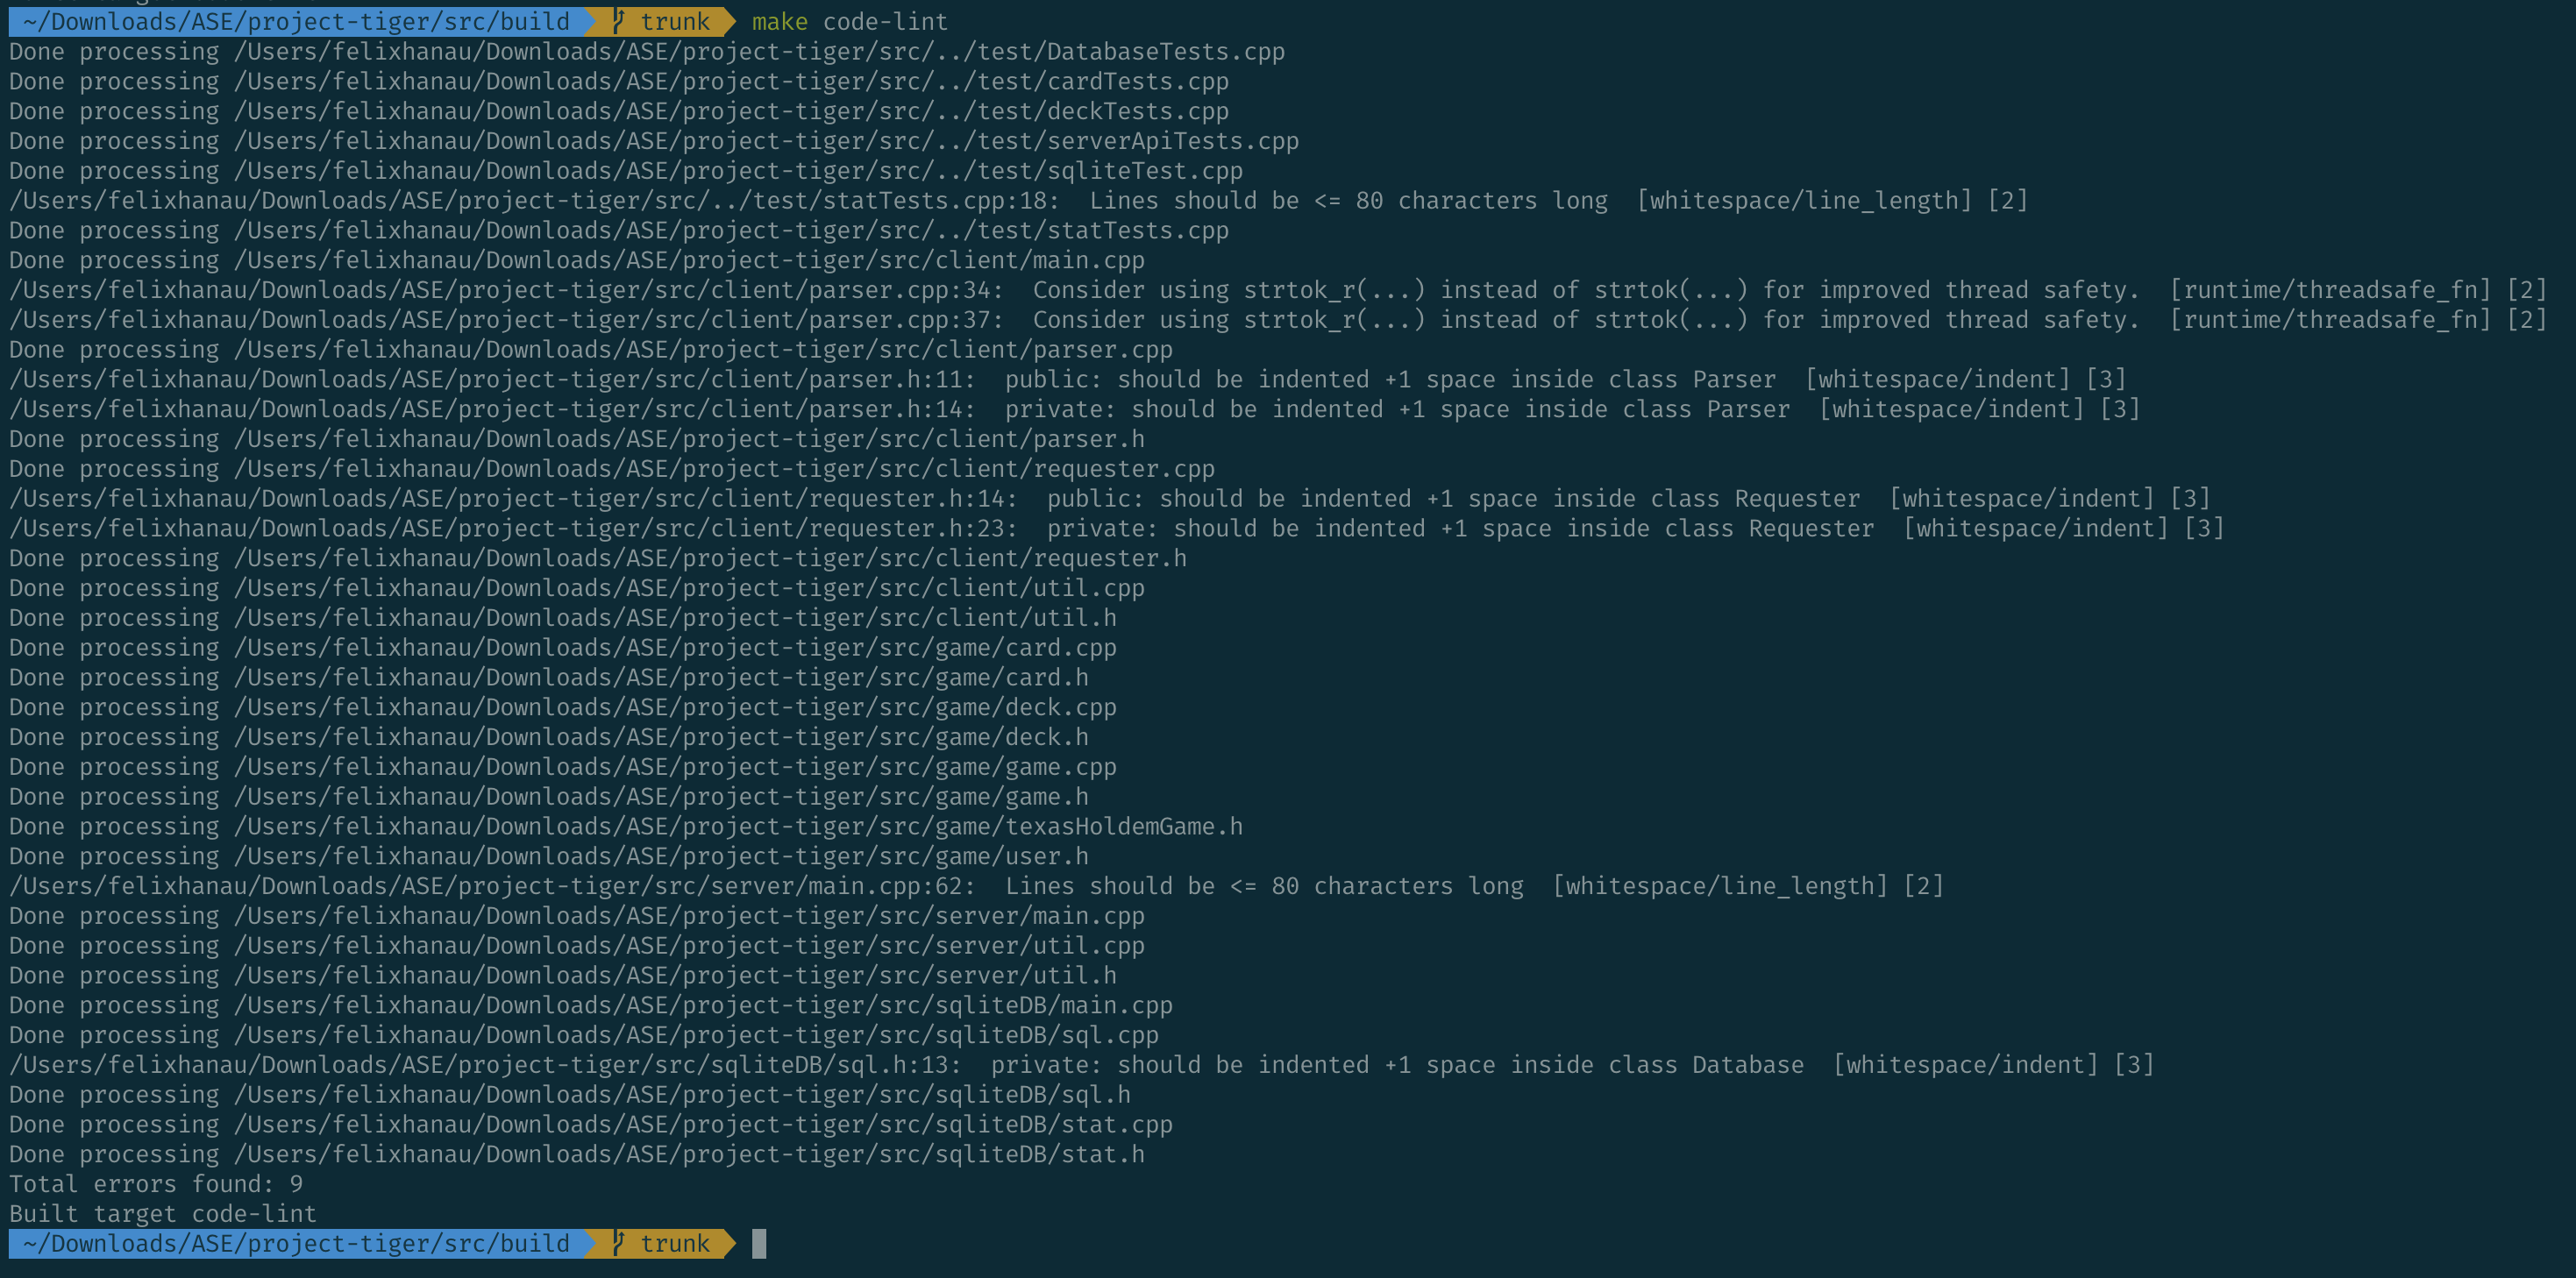 ~/Downloads/ASE/project-tiger/src/build trunk make code-lint
Done processing /Users/felixhanau/Downloads/ASE/project-tiger/src/../test/DatabaseTests.cpp
Done processing /Users/felixhanau/Downloads/ASE/project-tiger/src/../test/cardTests.cpp
Done processing /Users/felixhanau/Downloads/ASE/project-tiger/src/../test/deckTests.cpp
Done processing /Users/felixhanau/Downloads/ASE/project-tiger/src/../test/serverApiTests.cpp
Done processing /Users/felixhanau/Downloads/ASE/project-tiger/src/../test/sqliteTest.cpp
/Users/felixhanau/Downloads/ASE/project-tiger/src/../test/statTests.cpp:18:  Lines should be <= 80 characters long  [whitespace/line_length] [2]
Done processing /Users/felixhanau/Downloads/ASE/project-tiger/src/../test/statTests.cpp
Done processing /Users/felixhanau/Downloads/ASE/project-tiger/src/client/main.cpp
/Users/felixhanau/Downloads/ASE/project-tiger/src/client/parser.cpp:34:  Consider using strtok_r(...) instead of strtok(...) for improved thread safety.  [runtime/threadsafe_fn] [2]
/Users/felixhanau/Downloads/ASE/project-tiger/src/client/parser.cpp:37:  Consider using strtok_r(...) instead of strtok(...) for improved thread safety.  [runtime/threadsafe_fn] [2]
Done processing /Users/felixhanau/Downloads/ASE/project-tiger/src/client/parser.cpp
/Users/felixhanau/Downloads/ASE/project-tiger/src/client/parser.h:11:  public: should be indented +1 space inside class Parser  [whitespace/indent] [3]
/Users/felixhanau/Downloads/ASE/project-tiger/src/client/parser.h:14:  private: should be indented +1 space inside class Parser  [whitespace/indent] [3]
Done processing /Users/felixhanau/Downloads/ASE/project-tiger/src/client/parser.h
Done processing /Users/felixhanau/Downloads/ASE/project-tiger/src/client/requester.cpp
/Users/felixhanau/Downloads/ASE/project-tiger/src/client/requester.h:14:  public: should be indented +1 space inside class Requester  [whitespace/indent] [3]
/Users/felixhanau/Downloads/ASE/project-tiger/src/client/requester.h:23:  private: should be indented +1 space inside class Requester  [whitespace/indent] [3]
Done processing /Users/felixhanau/Downloads/ASE/project-tiger/src/client/requester.h
Done processing /Users/felixhanau/Downloads/ASE/project-tiger/src/client/util.cpp
Done processing /Users/felixhanau/Downloads/ASE/project-tiger/src/client/util.h
Done processing /Users/felixhanau/Downloads/ASE/project-tiger/src/game/card.cpp
Done processing /Users/felixhanau/Downloads/ASE/project-tiger/src/game/card.h
Done processing /Users/felixhanau/Downloads/ASE/project-tiger/src/game/deck.cpp
Done processing /Users/felixhanau/Downloads/ASE/project-tiger/src/game/deck.h
Done processing /Users/felixhanau/Downloads/ASE/project-tiger/src/game/game.cpp
Done processing /Users/felixhanau/Downloads/ASE/project-tiger/src/game/game.h
Done processing /Users/felixhanau/Downloads/ASE/project-tiger/src/game/texasHoldemGame.h
Done processing /Users/felixhanau/Downloads/ASE/project-tiger/src/game/user.h
/Users/felixhanau/Downloads/ASE/project-tiger/src/server/main.cpp:62:  Lines should be <= 80 characters long  [whitespace/line_length] [2]
Done processing /Users/felixhanau/Downloads/ASE/project-tiger/src/server/main.cpp
Done processing /Users/felixhanau/Downloads/ASE/project-tiger/src/server/util.cpp
Done processing /Users/felixhanau/Downloads/ASE/project-tiger/src/server/util.h
Done processing /Users/felixhanau/Downloads/ASE/project-tiger/src/sqliteDB/main.cpp
Done processing /Users/felixhanau/Downloads/ASE/project-tiger/src/sqliteDB/sql.cpp
/Users/felixhanau/Downloads/ASE/project-tiger/src/sqliteDB/sql.h:13:  private: should be indented +1 space inside class Database  [whitespace/indent] [3]
Done processing /Users/felixhanau/Downloads/ASE/project-tiger/src/sqliteDB/sql.h
Done processing /Users/felixhanau/Downloads/ASE/project-tiger/src/sqliteDB/stat.cpp
Done processing /Users/felixhanau/Downloads/ASE/project-tiger/src/sqliteDB/stat.h
Total errors found: 9
Built target code-lint
~/Downloads/ASE/project-tiger/src/build trunk